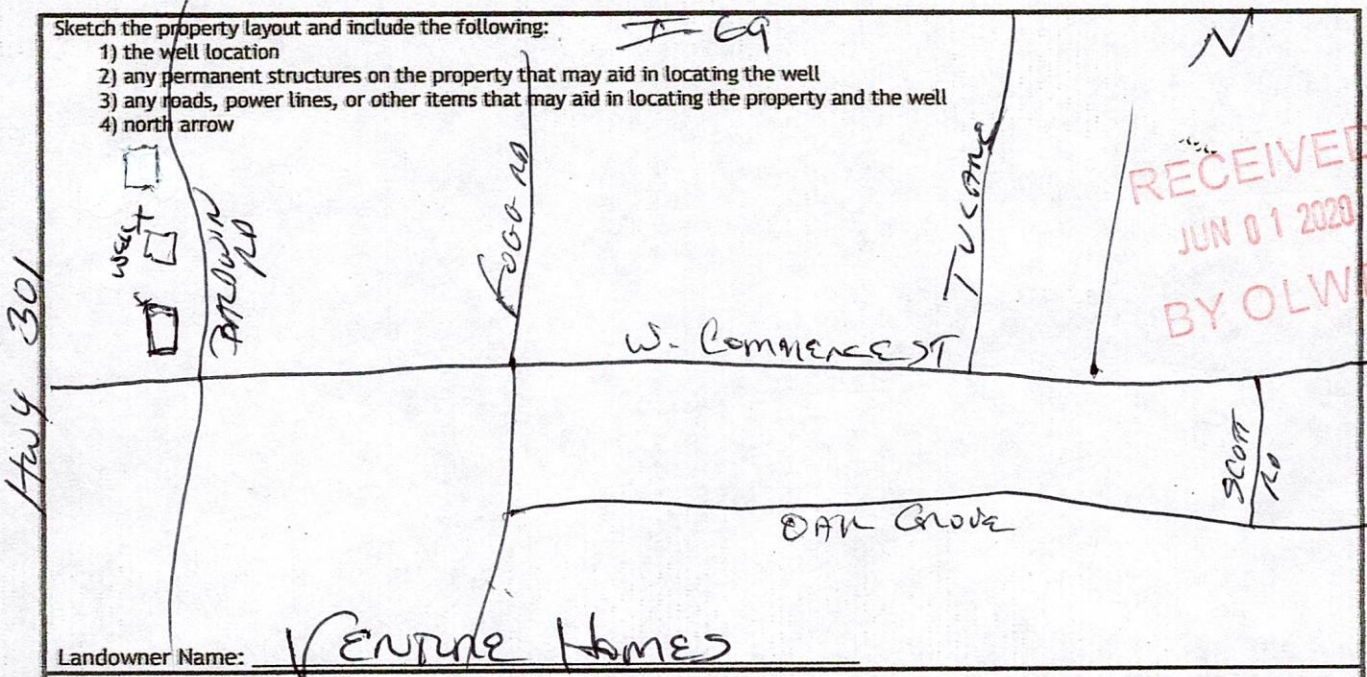 Sketch the property layout and include the following:
1) the well location
2) any permanent structures on the property that may aid in locating the well
3) any roads, power lines, or other items that may aid in locating the property and the well
4) north arrow
I-69
N
RECEIVED
JUN 01 2020
BY OLW
WELL
BALDWIN
RD
FOGG RD
TULANE
Hwy 301
W. COMMERCE ST
SCOTT
RD
OAK GROVE
Landowner Name: VENTURE HOMES